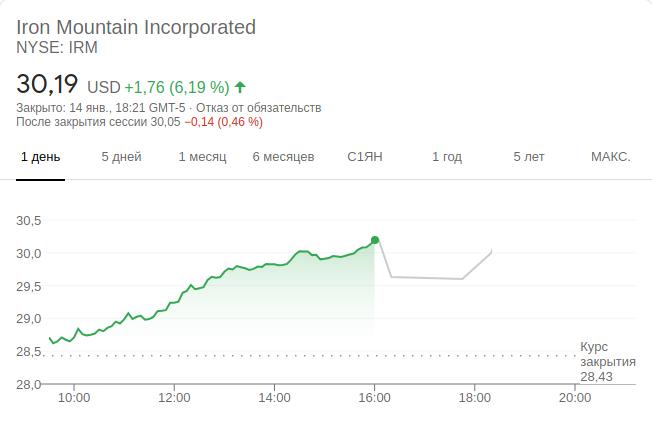 Iron Mountain Incorporated
NYSE: IRM
30,19 USD +1,76 (6,19 %)
Закрыто: 14 янв., 18:21 GMT-5 · Отказ от обязательств
После закрытия сессии 30,05 −0,14 (0,46 %)
1 день 5 дней 1 месяц 6 месяцев С1ЯН 1 год 5 лет МАКС.
30,5
30,0
29,5
29,0
28,5
28,0
Курс
закрытия
28,43
10:00 12:00 14:00 16:00 18:00 20:00